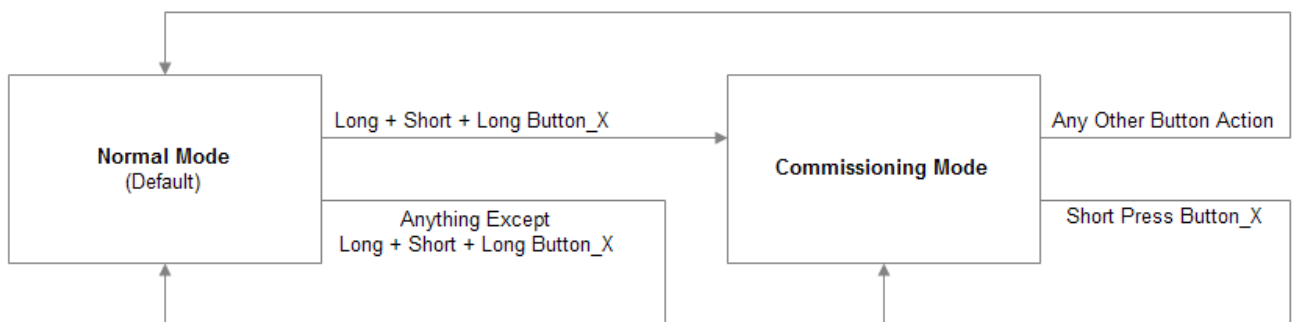 Long + Short + Long Button_X
Any Other Button Action
Normal Mode
(Default)
Commissioning Mode
Anything Except
Long + Short + Long Button_X
Short Press Button_X